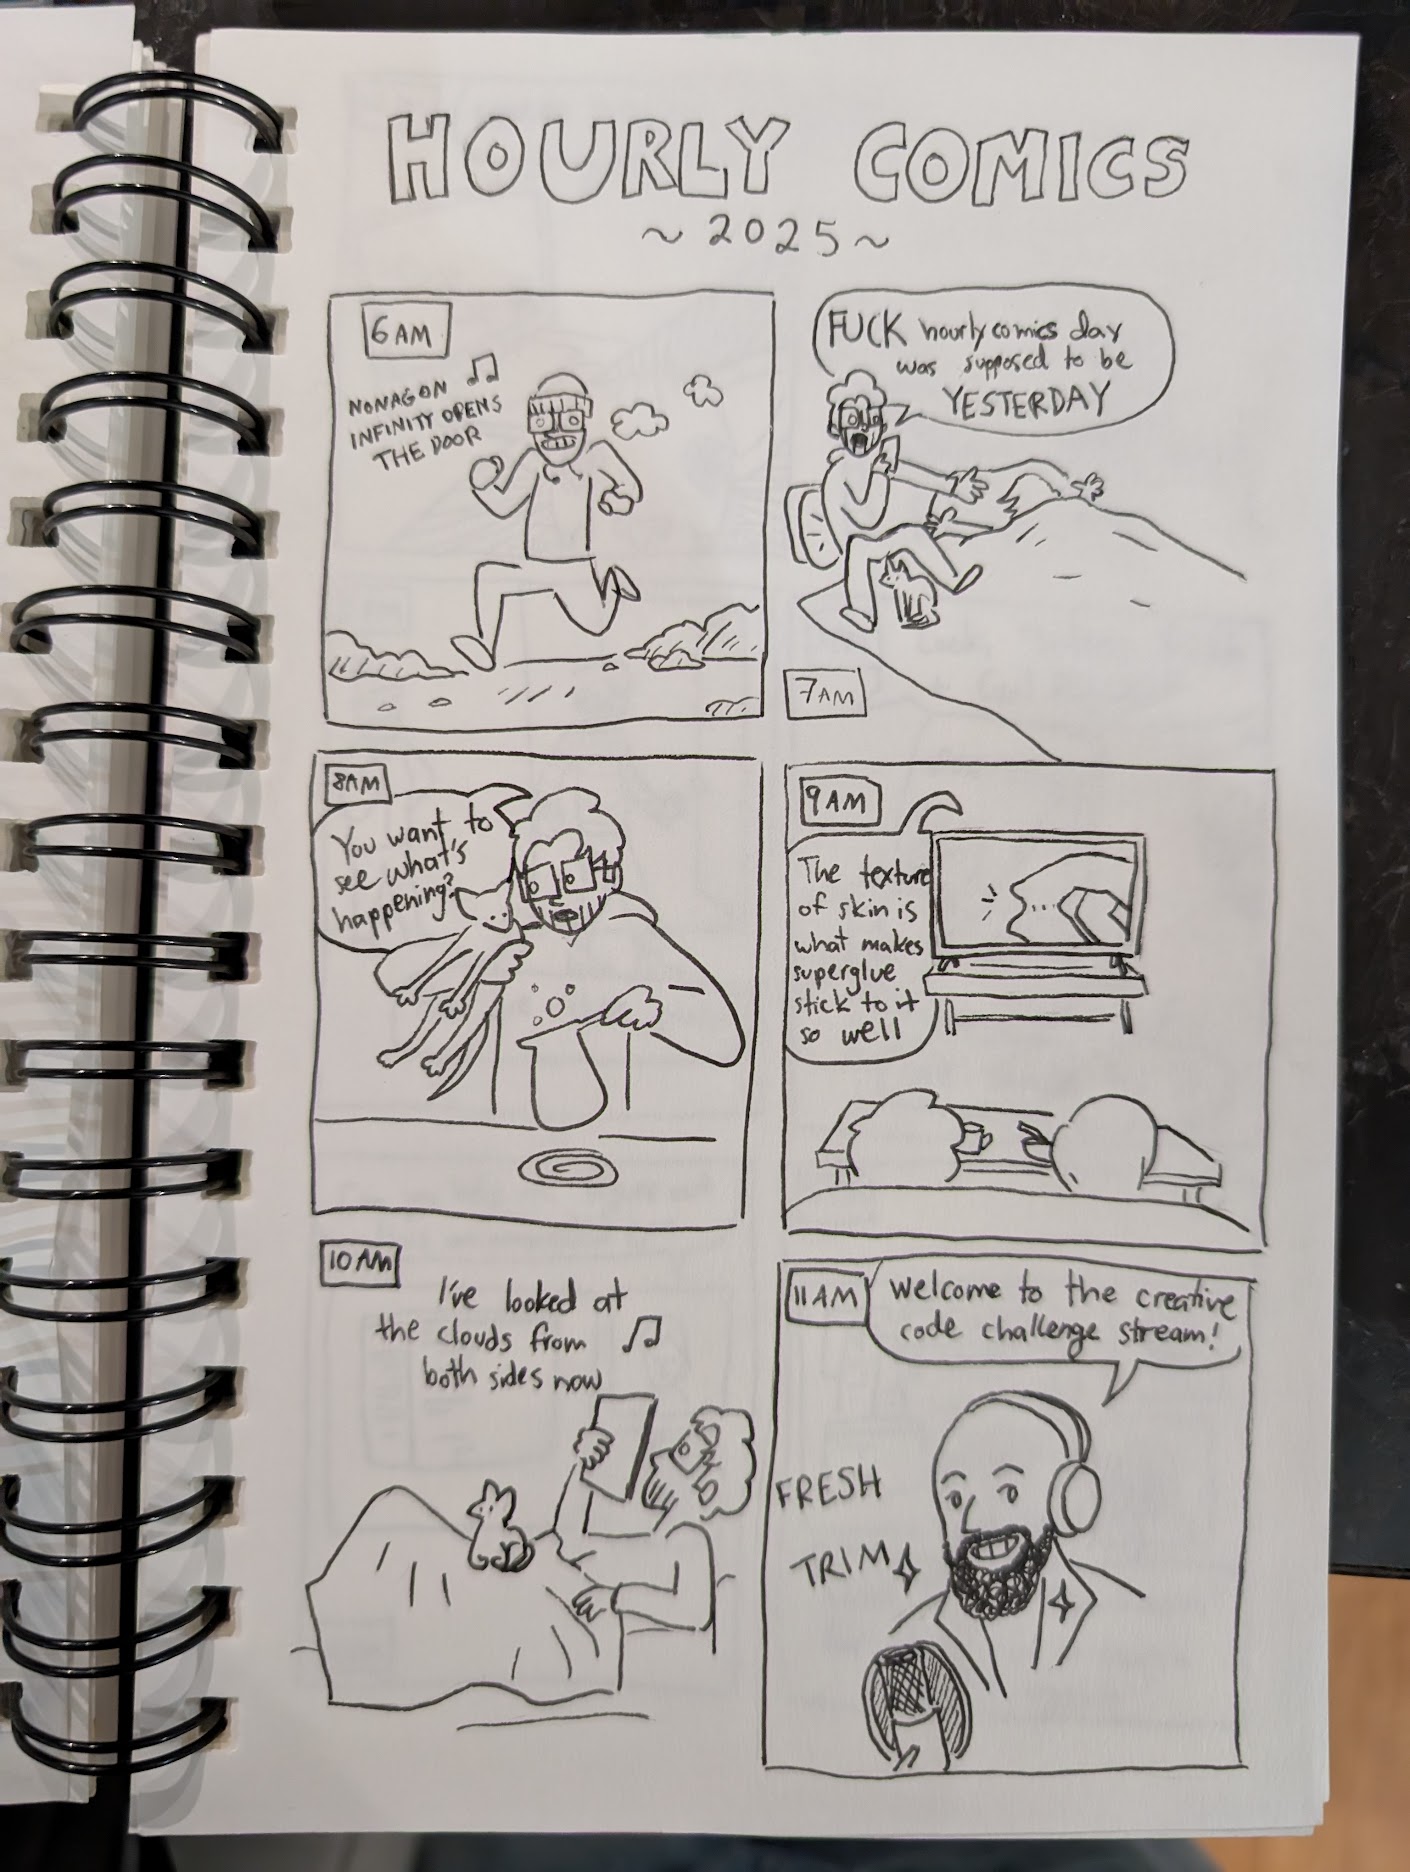 HOURLY COMICS
~2025~
6AM
NONAGON
INFINITY OPENS
THE DOOR
FUCK hourly comics day
was supposed to be
YESTERDAY
7AM
8AM
You want to
see what's
happening?
9AM
The texture
of skin is
what makes
superglue
stick to it
so well
10AM
I've looked at
the clouds from
both sides now
11AM
Welcome to the creative
code challenge stream!
FRESH
TRIM